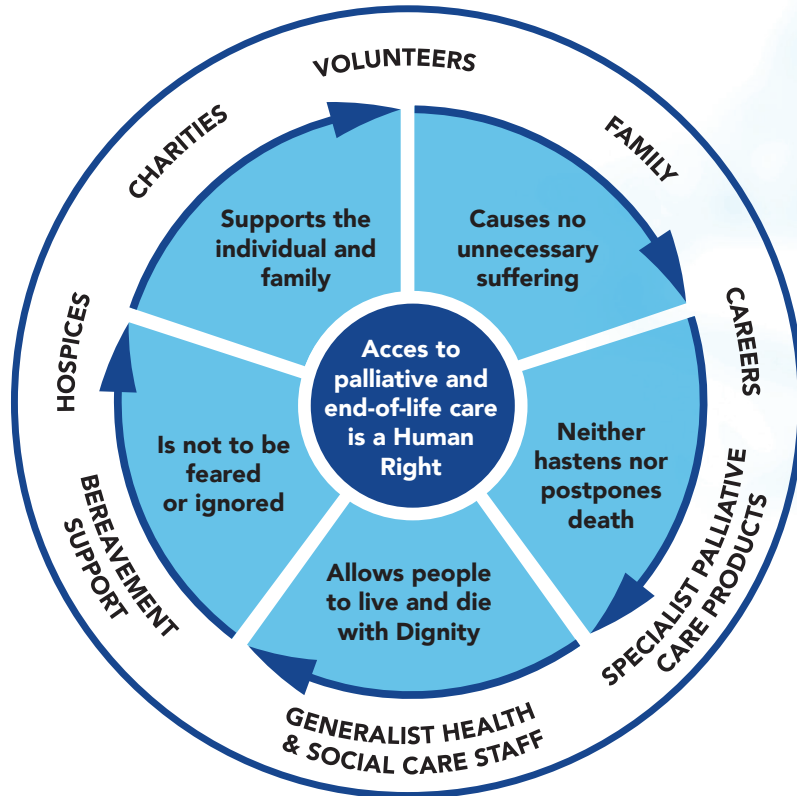 VOLUNTEERS
FAMILY
CAREERS
SPECIALIST PALLIATIVE
CARE PRODUCTS
GENERALIST HEALTH
& SOCIAL CARE STAFF
BEREAVEMENT
SUPPORT
HOSPICES
CHARITIES
Supports the
individual and
family
Causes no
unnecessary
suffering
Neither
hastens nor
postpones
death
Allows people
to live and die
with Dignity
Is not to be
feared
or ignored
Acces to
palliative and
end-of-life care
is a Human
Right